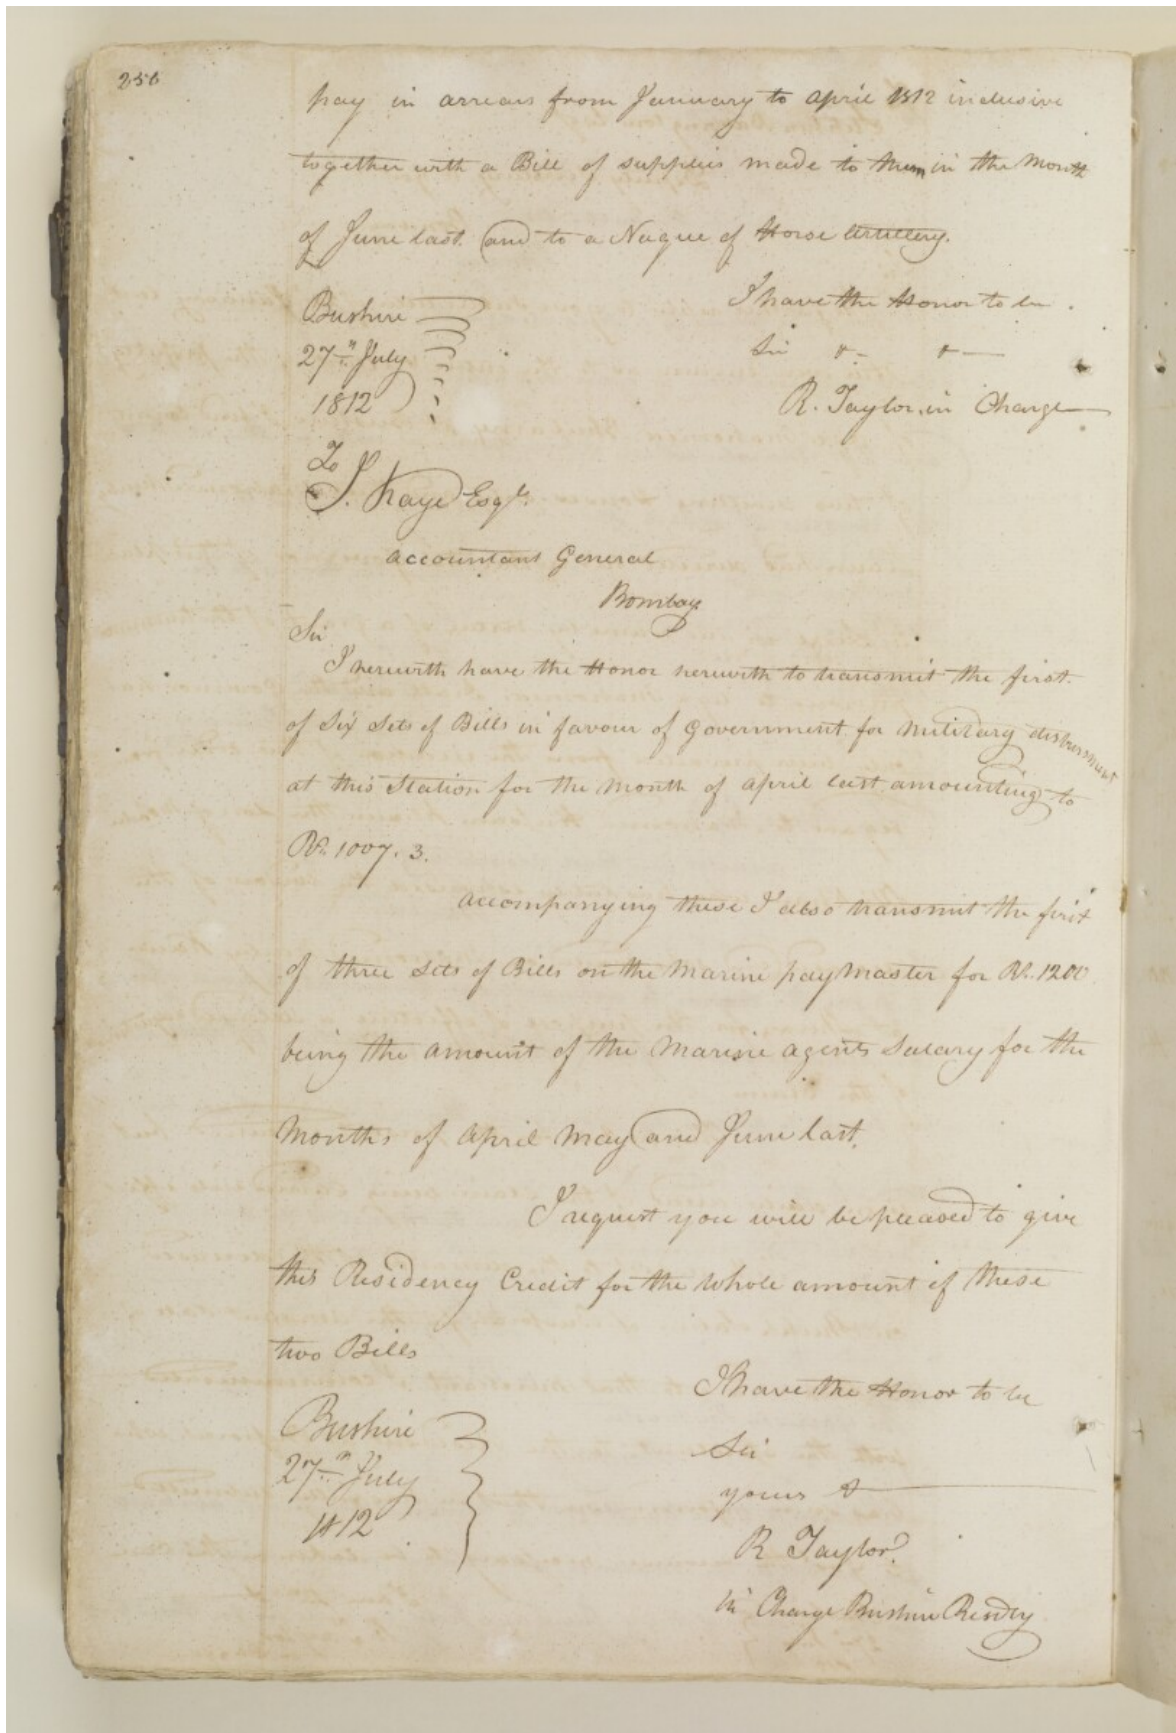 256
pay in arrears from January to April 1812 inclusive
together with a Bill of supplies made to them in the Month
of June last and to a Naque of Horse Artillery.
I have the Honor to be
Bushire
Sir &- &-
27th July
R. Taylor in Charge
1812
To
J. Kaye Esqr.
Accountant General
Bombay
Sir
I herewith have the Honor herewith to transmit the first
of Six Sets of Bills in favour of Government for Military disbursment
at this Station for the Month of April last amounting to
Rs. 1007. 3.
accompanying these I also transmit the first
of three Sets of Bills on the Marine paymaster for Rs. 1200
being the amount of the Marine Agents Salary for the
Months of April May and June last.
I request you will be pleased to give
this Residency Credit for the Whole amount of these
two Bills
I have the Honor to be
Bushire
Sir
27th July
yours &
1812
R Taylor
in Charge Bushire Resdcy